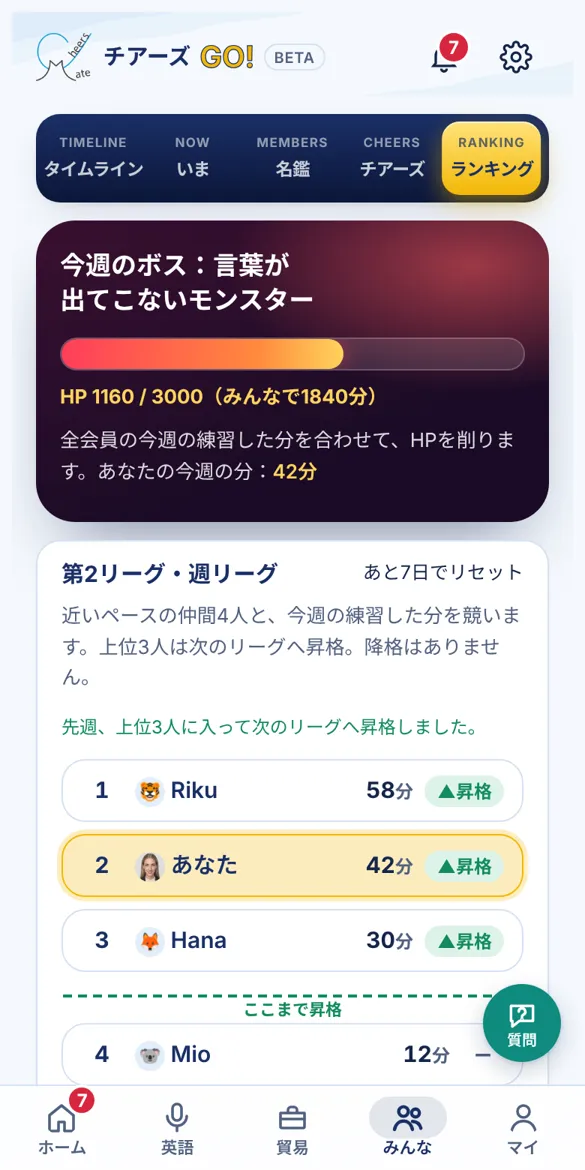 Cheers Mate
チアーズ GO! BETA
7
TIMELINE NOW MEMBERS CHEERS RANKING
タイムライン いま 名鑑 チアーズ ランキング
今週のボス：言葉が
出てこないモンスター
HP 1160 / 3000（みんなで1840分）
全会員の今週の練習した分を合わせて、HPを削りま
す。あなたの今週の分：42分
第2リーグ・週リーグ あと7日でリセット
近いペースの仲間4人と、今週の練習した分を競いま
す。上位3人は次のリーグへ昇格。降格はありませ
ん。
先週、上位3人に入って次のリーグへ昇格しました。
1 Riku 58分 ▲昇格
2 あなた 42分 ▲昇格
3 Hana 30分 ▲昇格
ここまで昇格
4 Mio 12分 –
質問
7
ホーム 英語 貿易 みんな マイ